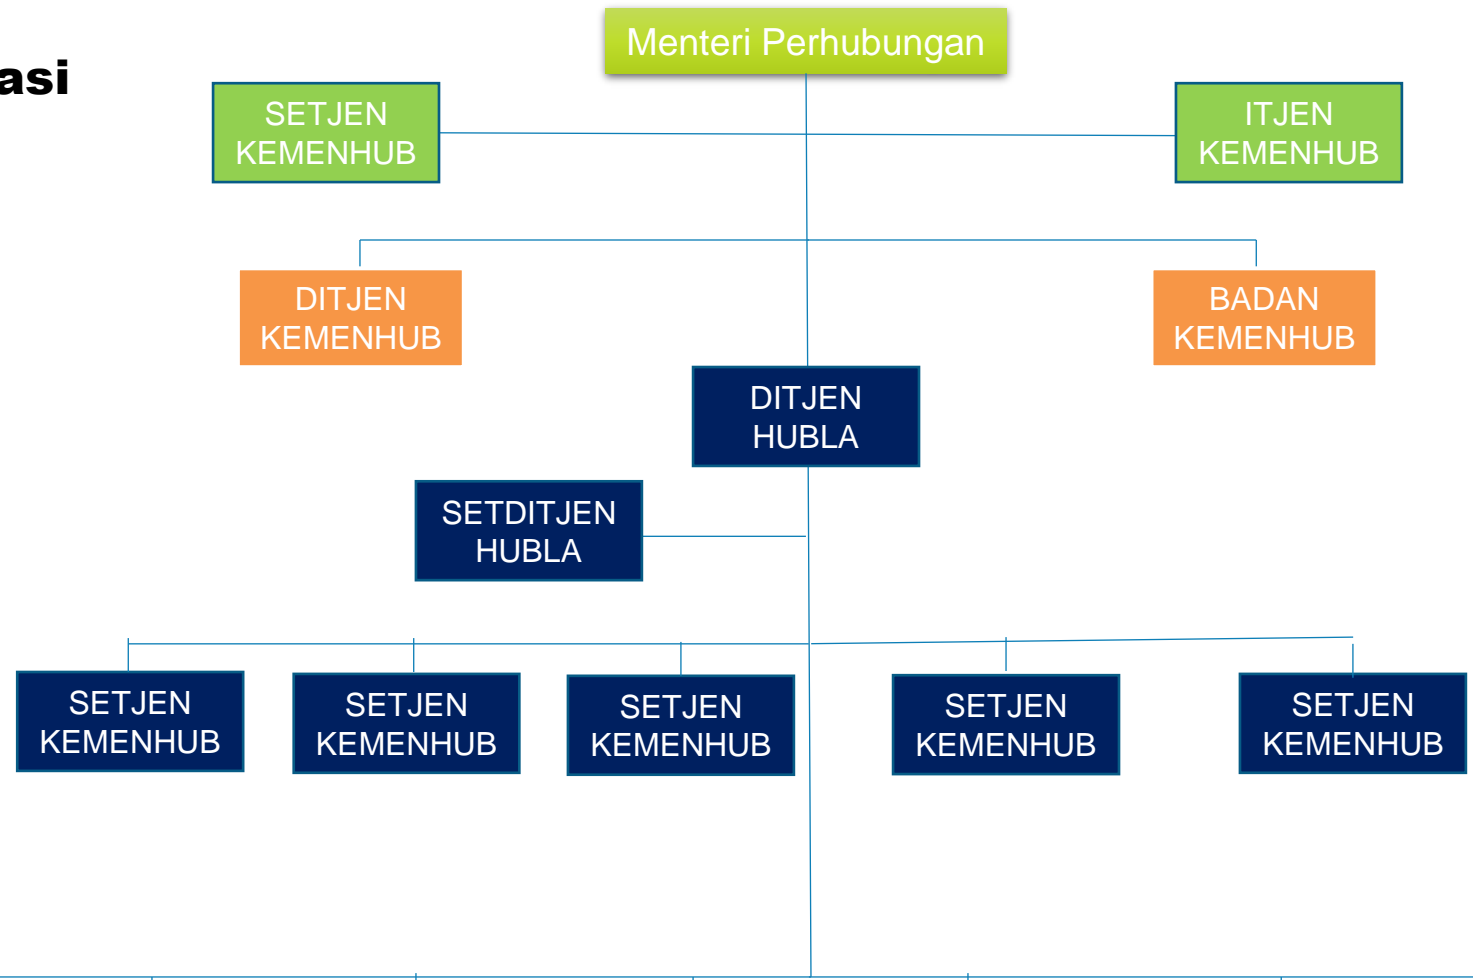 Menteri Perhubungan
asi
SETJEN
KEMENHUB
ITJEN
KEMENHUB
DITJEN
KEMENHUB
BADAN
KEMENHUB
DITJEN
HUBLA
SETDITJEN
HUBLA
SETJEN
KEMENHUB
SETJEN
KEMENHUB
SETJEN
KEMENHUB
SETJEN
KEMENHUB
SETJEN
KEMENHUB